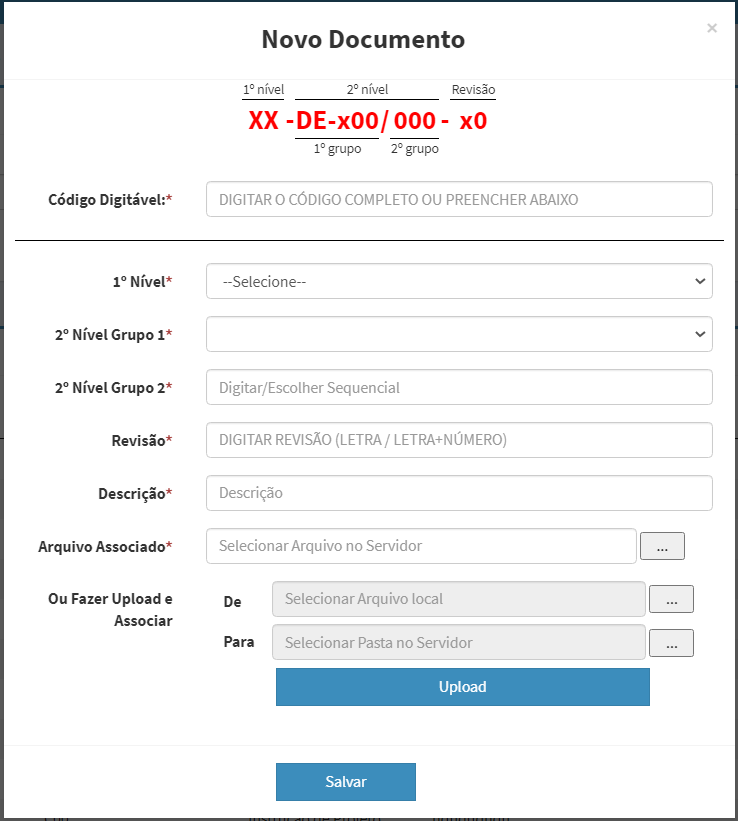 Novo Documento
×
1º nível 2º nível Revisão
XX -DE-x00/ 000 - x0
1º grupo 2º grupo
Código Digitável:* DIGITAR O CÓDIGO COMPLETO OU PREENCHER ABAIXO
1º Nível* --Selecione--
2º Nível Grupo 1*
2º Nível Grupo 2* Digitar/Escolher Sequencial
Revisão* DIGITAR REVISÃO (LETRA / LETRA+NÚMERO)
Descrição* Descrição
Arquivo Associado* Selecionar Arquivo no Servidor ...
Ou Fazer Upload e
Associar
De Selecionar Arquivo local ...
Para Selecionar Pasta no Servidor ...
Upload
Salvar